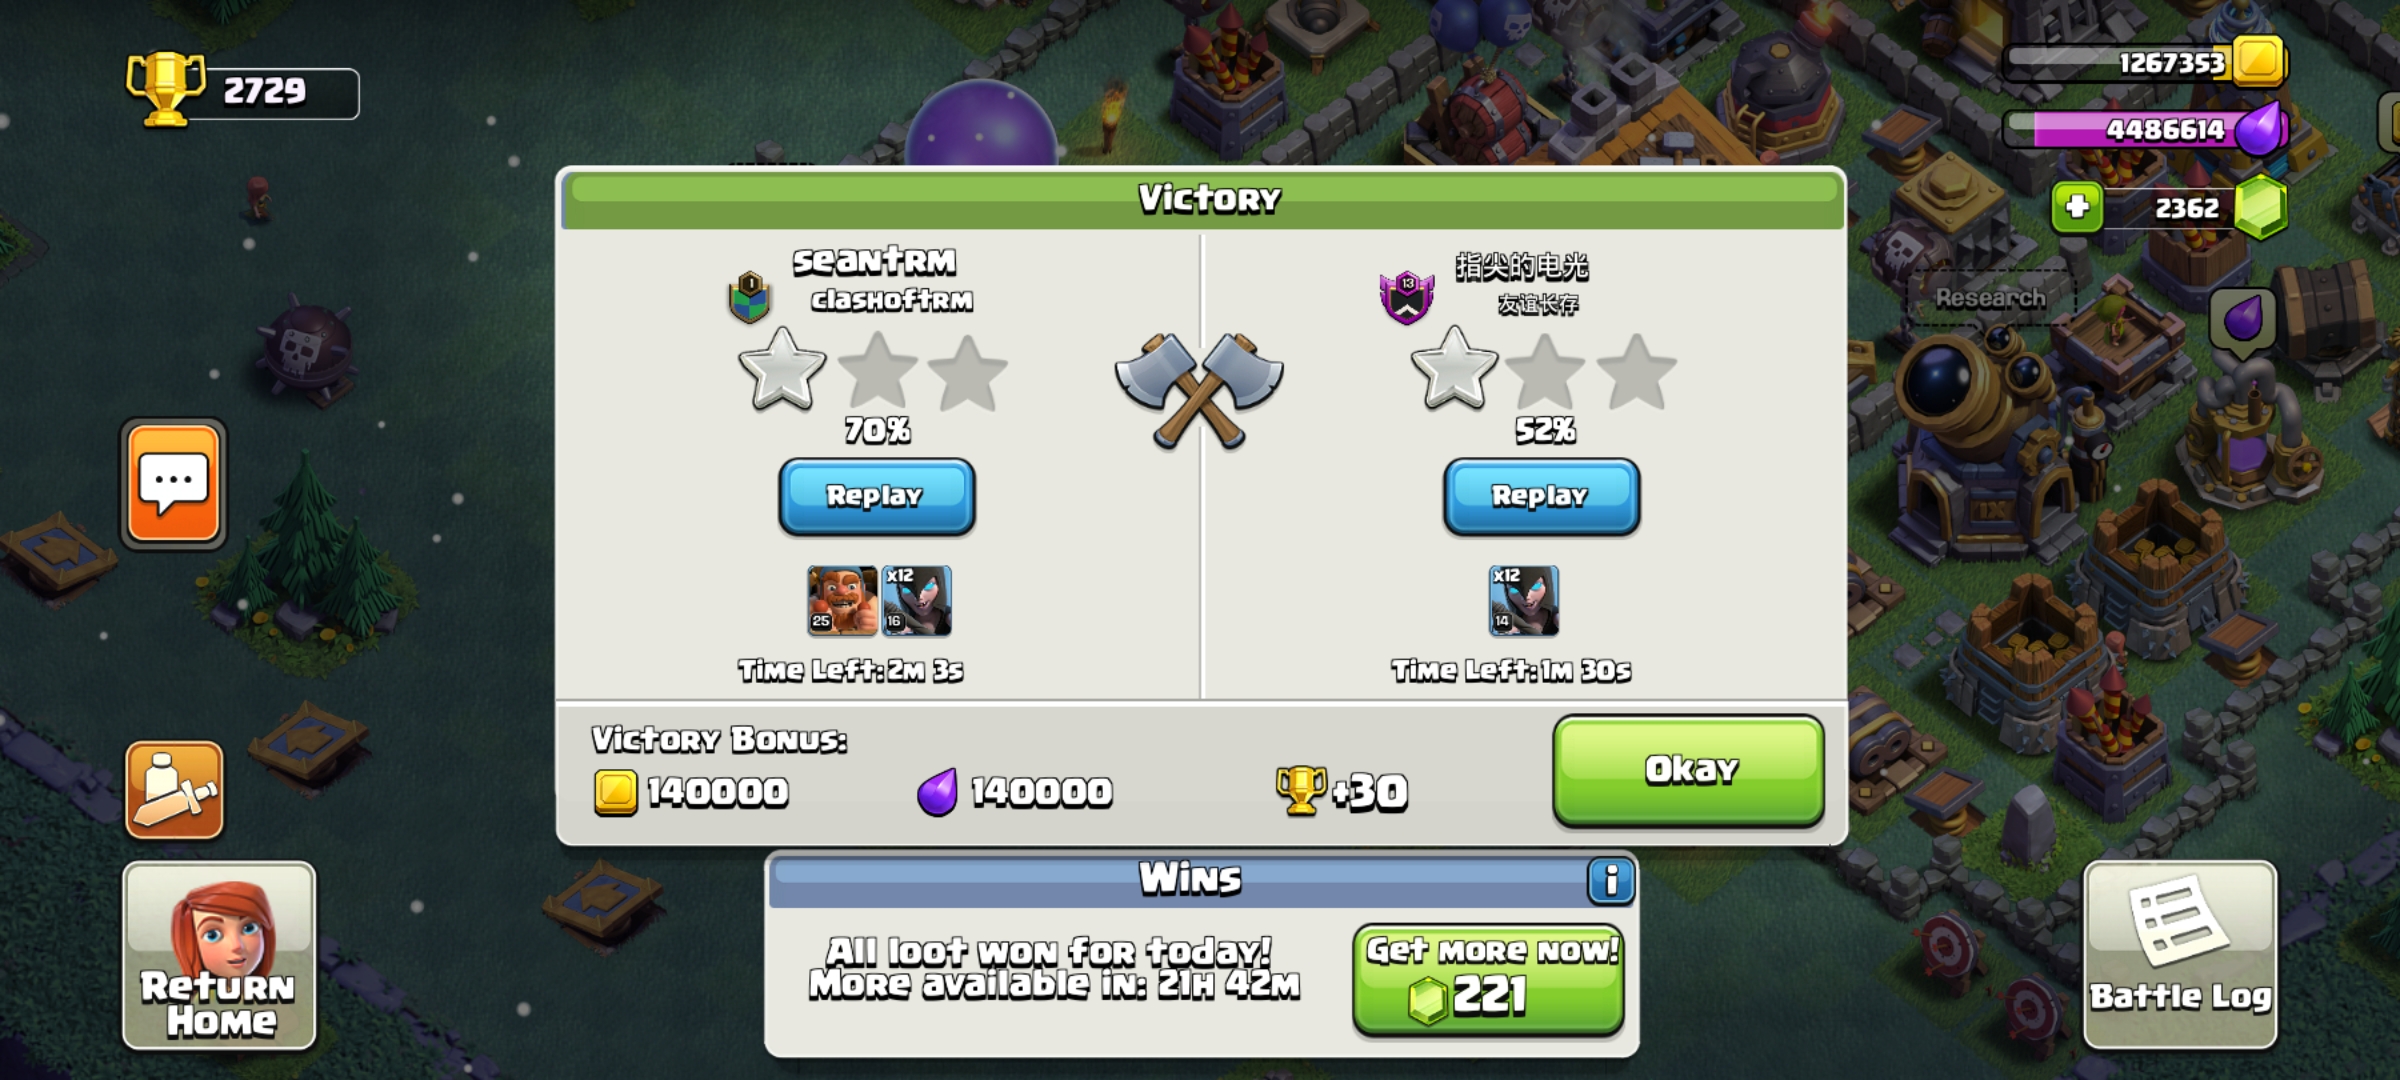 2729
1267353
4486614
2362
Research
IX
Victory
seantRM
clashoftRM
1
70%
Replay
25
x12
16
Time Left:2m 3s
指尖的电光
友谊长存
13
52%
Replay
x12
14
Time Left:1m 30s
Victory Bonus:
140000
140000
+30
Okay
Wins
i
All loot won for today!
More available in: 21H 42M
Get more now!
221
Return
Home
Battle Log